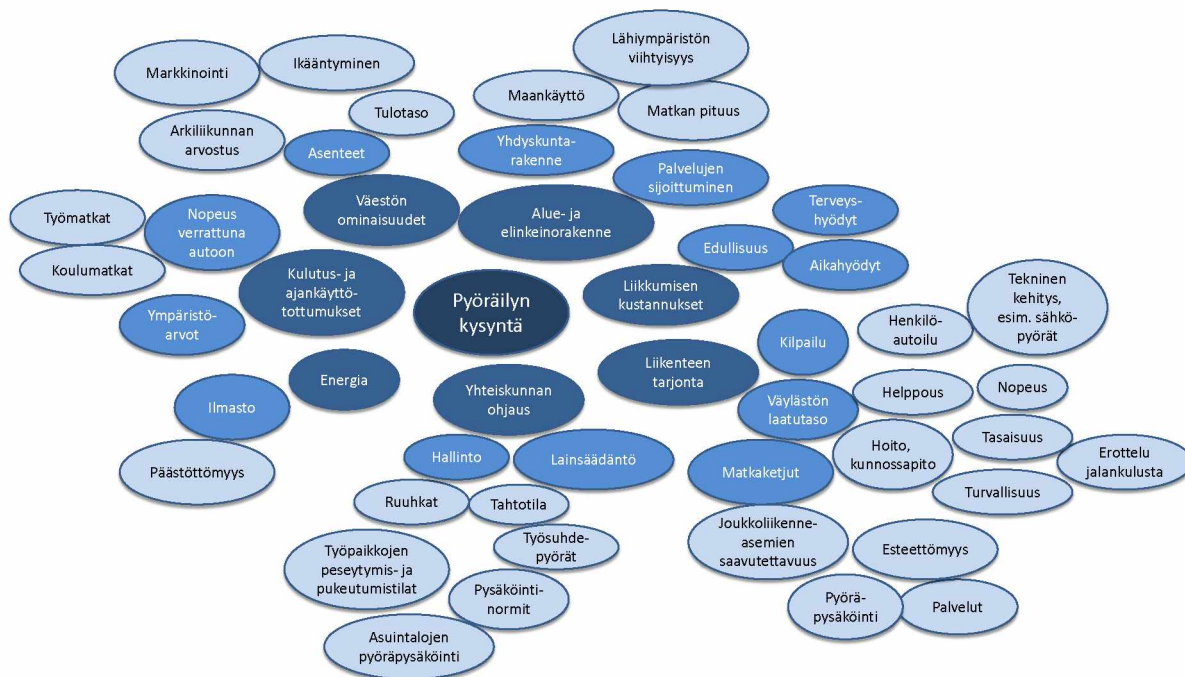 Lähiympäristön
viihtyisyys
Ikääntyminen
Markkinointi
Maankäyttö
Matkan pituus
Tulotaso
Arkiliikunnan
arvostus
Asenteet
Yhdyskunta-
rakenne
Palvelujen
sijoittuminen
Väestön
ominaisuudet
Alue- ja
elinkeinorakenne
Terveys-
hyödyt
Työmatkat
Nopeus
verrattuna
autoon
Edullisuus
Aikahyödyt
Koulumatkat
Kulutus- ja
ajankäyttö-
tottumukset
Pyöräilyn
kysyntä
Liikkumisen
kustannukset
Tekninen
kehitys,
esim. sähkö-
pyörät
Ympäristö-
arvot
Henkilö-
autoilu
Kilpailu
Energia
Yhteiskunnan
ohjaus
Liikenteen
tarjonta
Helppous
Nopeus
Ilmasto
Väylästön
laatutaso
Hoito,
kunnossapito
Tasaisuus
Erottelu
jalankulusta
Päästöttömyys
Hallinto
Lainsäädäntö
Matkaketjut
Turvallisuus
Ruuhkat
Tahtotila
Työsuhde-
pyörät
Joukkoliikenne-
asemien
saavutettavuus
Esteettömyys
Työpaikkojen
peseytymis- ja
pukeutumistilat
Pysäköinti-
normit
Pyörä-
pysäköinti
Palvelut
Asuintalojen
pyöräpysäköinti